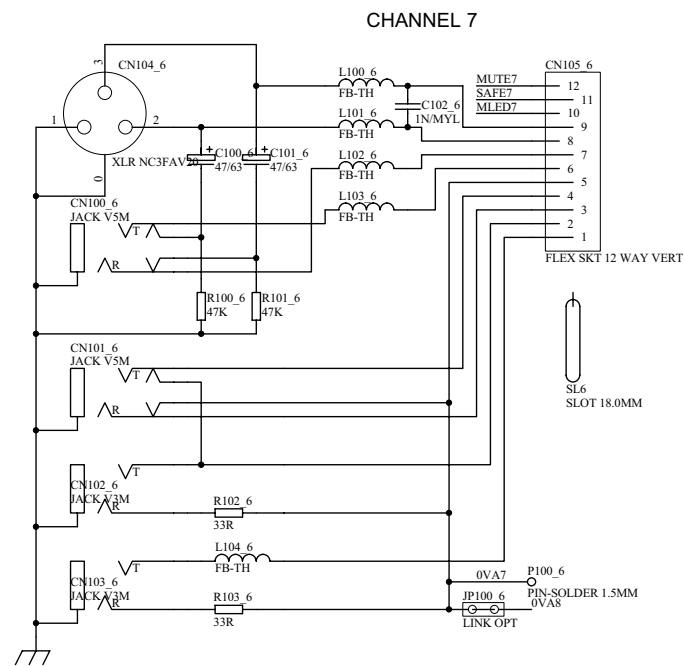 CHANNEL 7
CN104_6
3
1
2
0
XLR NC3FAV20
L100_6
FB-TH
L101_6
FB-TH
C102_6
1N/MYL
L102_6
FB-TH
L103_6
FB-TH
+
C100_6
47/63
+
C101_6
47/63
CN105_6
MUTE7
SAFE7
MLED7
12
11
10
9
8
7
6
5
4
3
2
1
FLEX SKT 12 WAY VERT
CN100_6
JACK V5M
T
R
R100_6
47K
R101_6
47K
SL6
SLOT 18.0MM
CN101_6
JACK V5M
T
R
CN102_6
JACK V3M
T
R
R102_6
33R
L104_6
FB-TH
CN103_6
JACK V3M
T
R
R103_6
33R
0VA7
P100_6
PIN-SOLDER 1.5MM
JP100_6
0VA8
LINK OPT